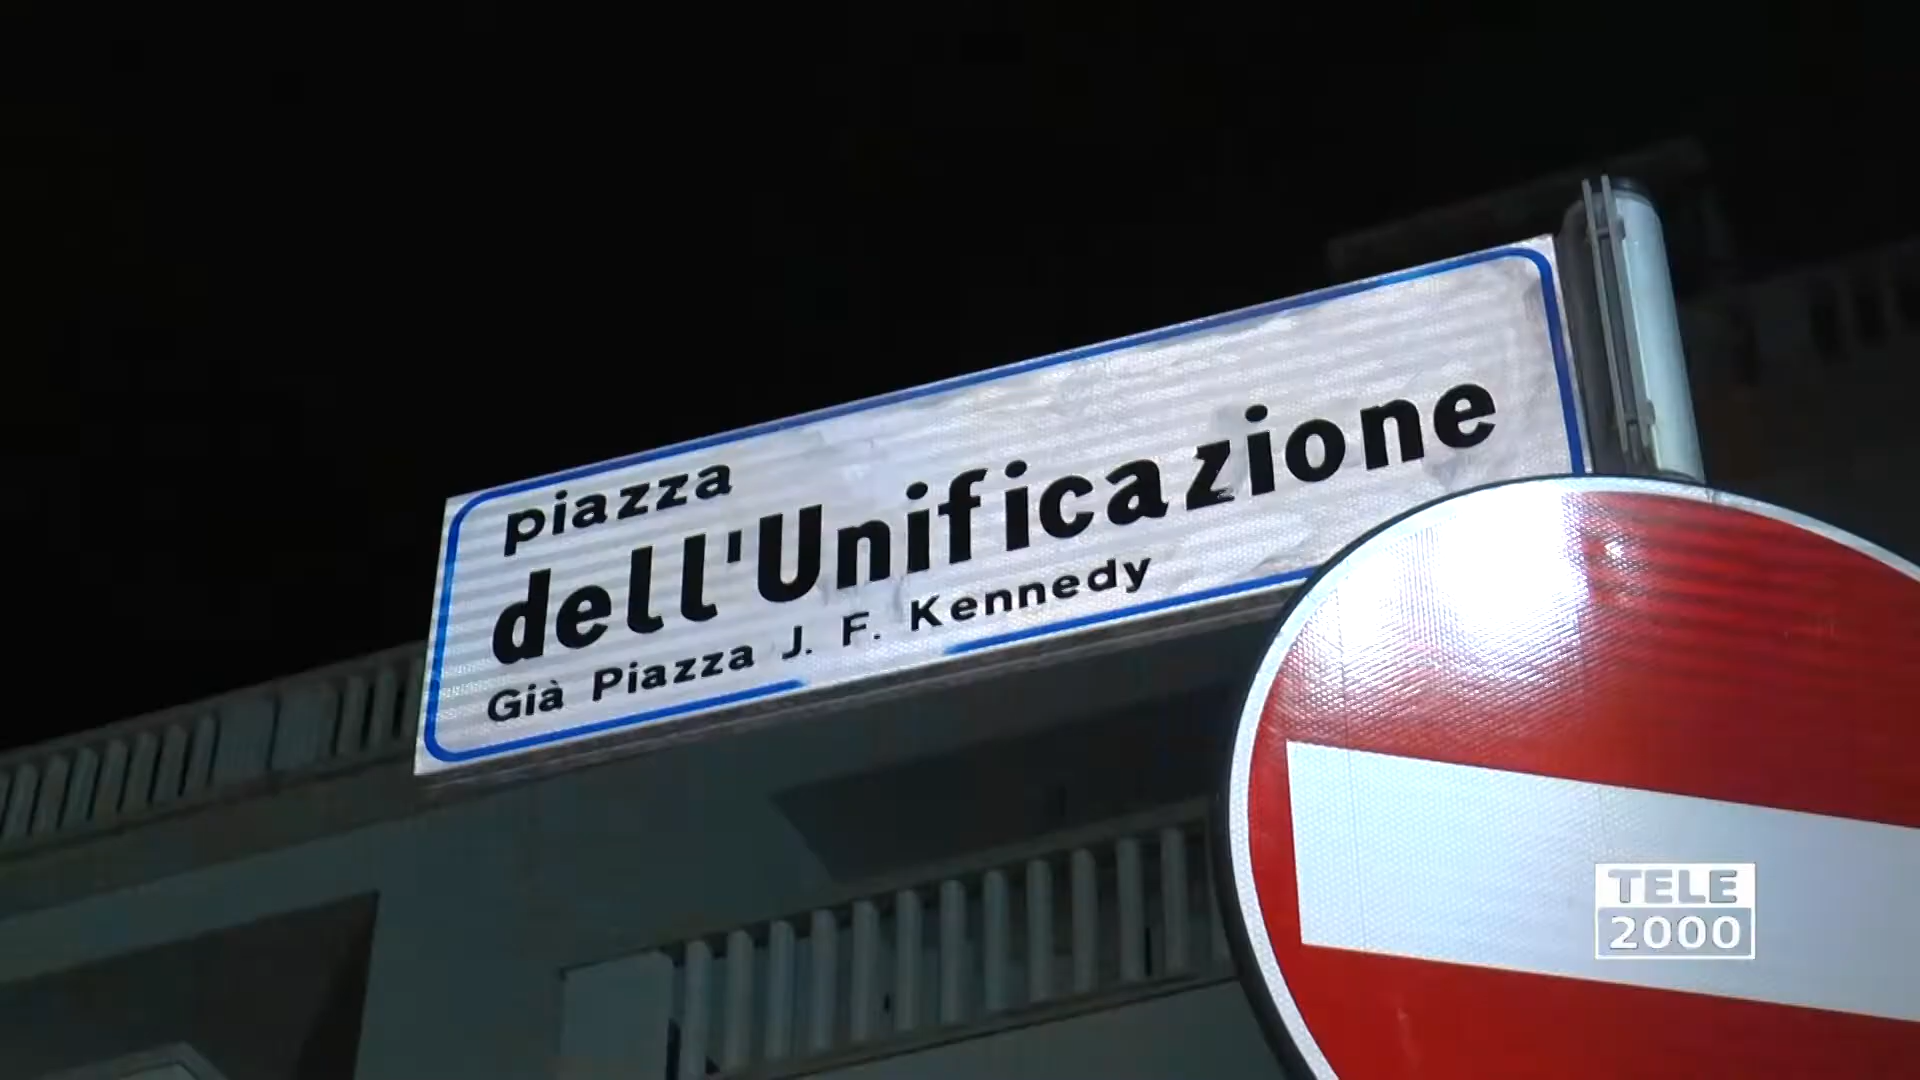 piazza
dell'Unificazione
Già Piazza J. F. Kennedy
TELE
2000